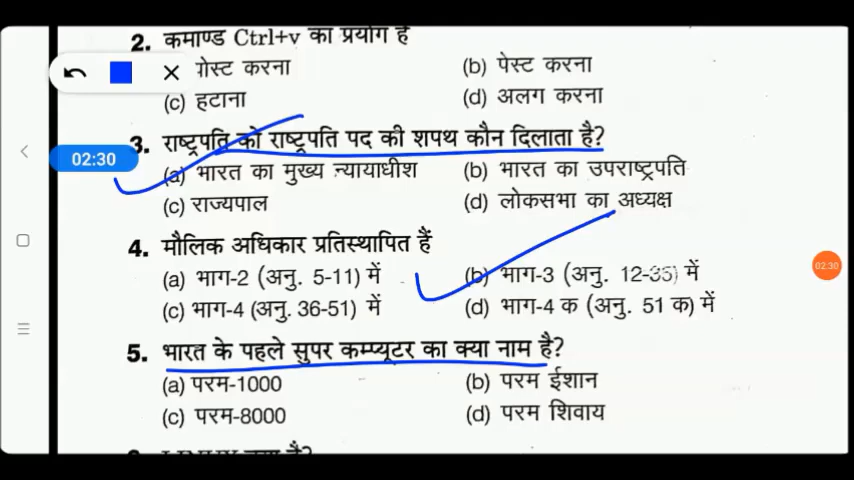 2. कमाण्ड Ctrl+v का प्रयोग है
पेस्ट करना (b) पेस्ट करना
(c) हटाना (d) अलग करना
3. राष्ट्रपति को राष्ट्रपति पद की शपथ कौन दिलाता है?
02:30
(a) भारत का मुख्य न्यायाधीश (b) भारत का उपराष्ट्रपति
(c) राज्यपाल (d) लोकसभा का अध्यक्ष
4. मौलिक अधिकार प्रतिस्थापित हैं
02:30
(a) भाग-2 (अनु. 5-11) में (b) भाग-3 (अनु. 12-35) में
(c) भाग-4 (अनु. 36-51) में (d) भाग-4 क (अनु. 51 क) में
5. भारत के पहले सुपर कम्प्यूटर का क्या नाम है?
(a) परम-1000 (b) परम ईशान
(c) परम-8000 (d) परम शिवाय